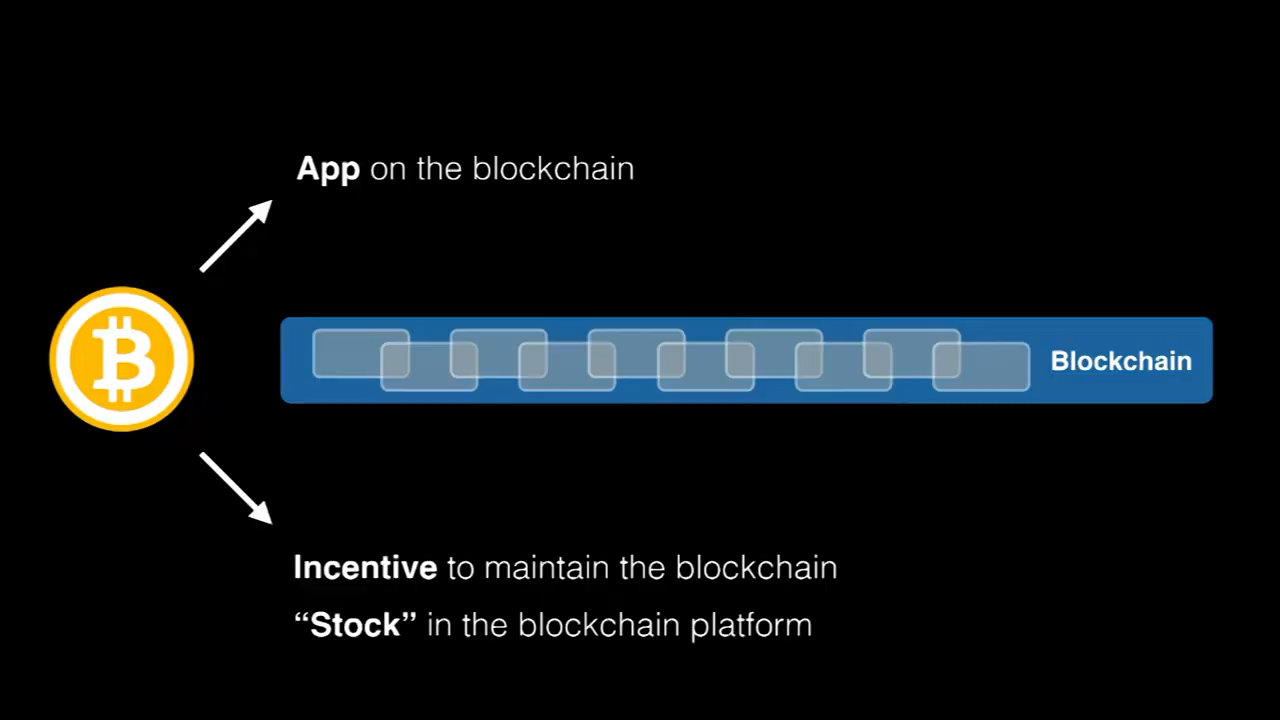 App on the blockchain
Blockchain
Incentive to maintain the blockchain
“Stock” in the blockchain platform